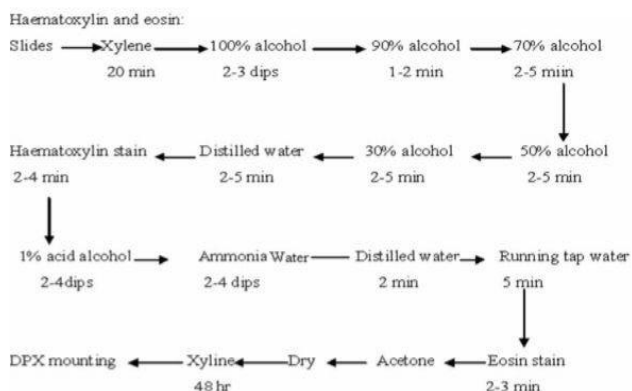 Haematoxylin and eosin:
Slides Xylene 100% alcohol 90% alcohol 70% alcohol
20 min 2-3 dips 1-2 min 2-5 miin
Haematoxylin stain Distilled water 30% alcohol 50% alcohol
2-4 min 2-5 min 2-5 min 2-5 min
1% acid alcohol Ammonia Water Distilled water Running tap water
2-4dips 2-4 dips 2 min 5 min
DPX mounting Xyline Dry Acetone Eosin stain
48 hr 2-3 min